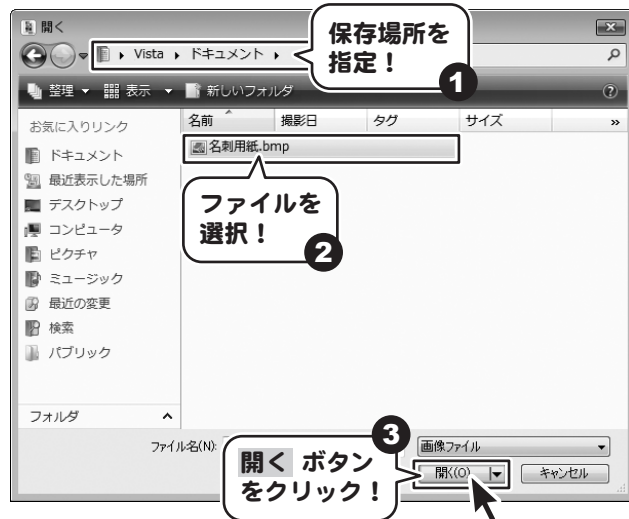 開く
Vista ▸ ドキュメント ▸
保存場所を
指定！
1
整理 ▼ 表示 ▼ 新しいフォルダ
お気に入りリンク
ドキュメント
最近表示した場所
デスクトップ
コンピュータ
ピクチャ
ミュージック
最近の変更
検索
パブリック
フォルダ
名前 撮影日 タグ サイズ »
名刺用紙.bmp
ファイルを
選択！
2
ファイル名(N):
画像ファイル
3
開く ボタン
をクリック！
開く(O) キャンセル